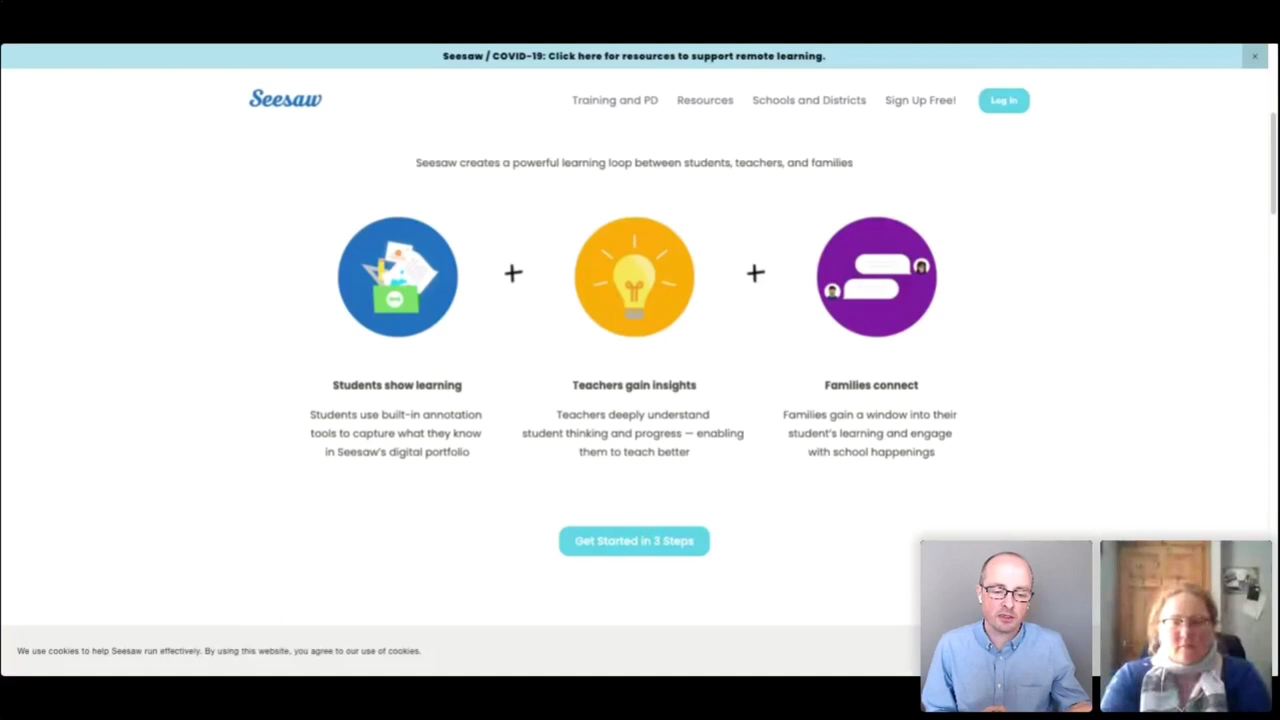 Seesaw / COVID-19: Click here for resources to support remote learning.
×
Seesaw
Training and PD
Resources
Schools and Districts
Sign Up Free!
Log In
Seesaw creates a powerful learning loop between students, teachers, and families
+
+
Students show learning
Students use built-in annotation
tools to capture what they know
in Seesaw's digital portfolio
Teachers gain insights
Teachers deeply understand
student thinking and progress — enabling
them to teach better
Families connect
Families gain a window into their
student's learning and engage
with school happenings
Get Started in 3 Steps
We use cookies to help Seesaw run effectively. By using this website, you agree to our use of cookies.